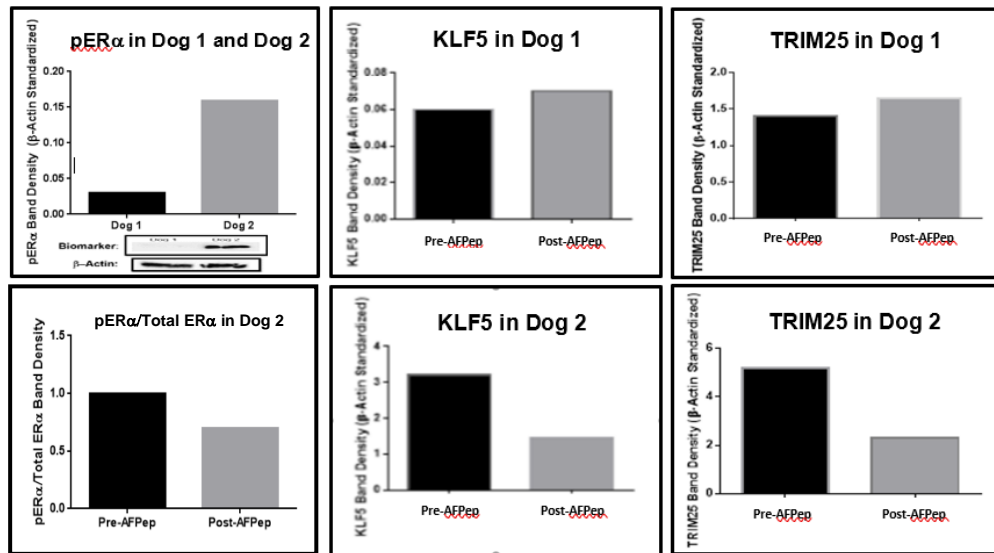 pERα in Dog 1 and Dog 2
pERα Band Density (β-Actin Standardized)
0.20
0.15
0.10
0.05
0.00
Dog 1
Dog 2
Biomarker:
Dog 1
Dog 2
β-Actin:
KLF5 in Dog 1
KLF5 Band Density (β-Actin Standardized)
0.08
0.06
0.04
0.02
0.00
Pre-AFPep
Post-AFPep
TRIM25 in Dog 1
TRIM25 Band Density (β-Actin Standardized)
2.0
1.5
1.0
0.5
0.0
Pre-AFPep
Post-AFPep
pERα/Total ERα in Dog 2
pERα/Total ERα Band Density
1.5
1.0
0.5
0.0
Pre-AFPep
Post-AFPep
KLF5 in Dog 2
KLF5 Band Density (β-Actin Standardized)
4
3
2
1
0
Pre-AFPep
Post-AFPep
TRIM25 in Dog 2
TRIM25 Band Density (β-Actin Standardized)
6
4
2
0
Pre-AFPep
Post-AFPep